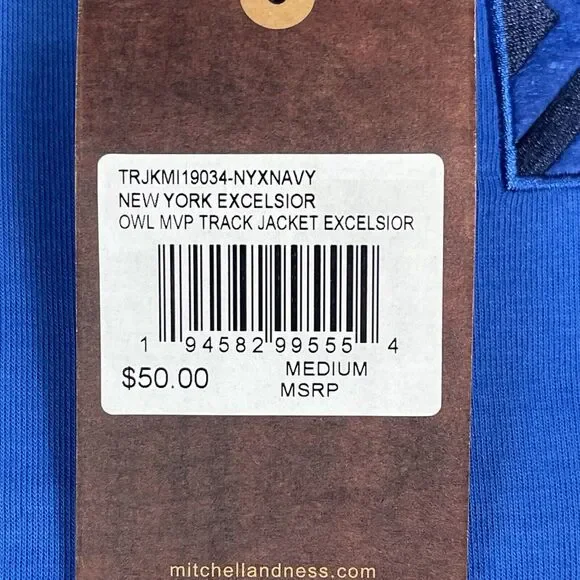 TRJKMI19034-NYXNAVY
NEW YORK EXCELSIOR
OWL MVP TRACK JACKET EXCELSIOR
1 94582 99555 4
$50.00 MEDIUM
MSRP
mitchellandness.com